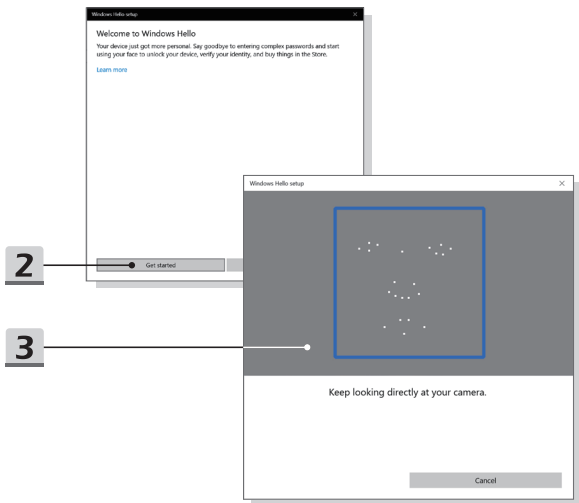 Windows Hello setup
Welcome to Windows Hello
Your device just got more personal. Say goodbye to entering complex passwords and start
using your face to unlock your device, verify your identity, and buy things in the Store.
Learn more
2
Get started
Windows Hello setup
3
Keep looking directly at your camera.
Cancel